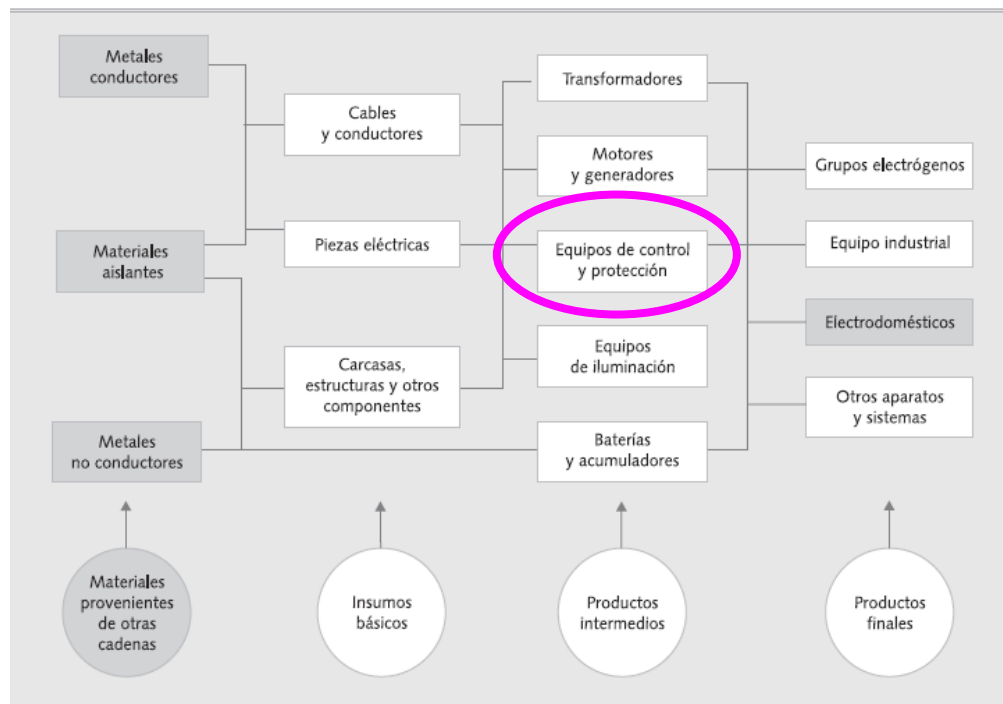 Metales
conductores
Materiales
aislantes
Metales
no conductores
Materiales
provenientes
de otras
cadenas
Cables
y conductores
Piezas eléctricas
Carcasas,
estructuras y otros
componentes
Insumos
básicos
Transformadores
Motores
y generadores
Equipos de control
y protección
Equipos
de iluminación
Baterías
y acumuladores
Productos
intermedios
Grupos electrógenos
Equipo industrial
Electrodomésticos
Otros aparatos
y sistemas
Productos
finales